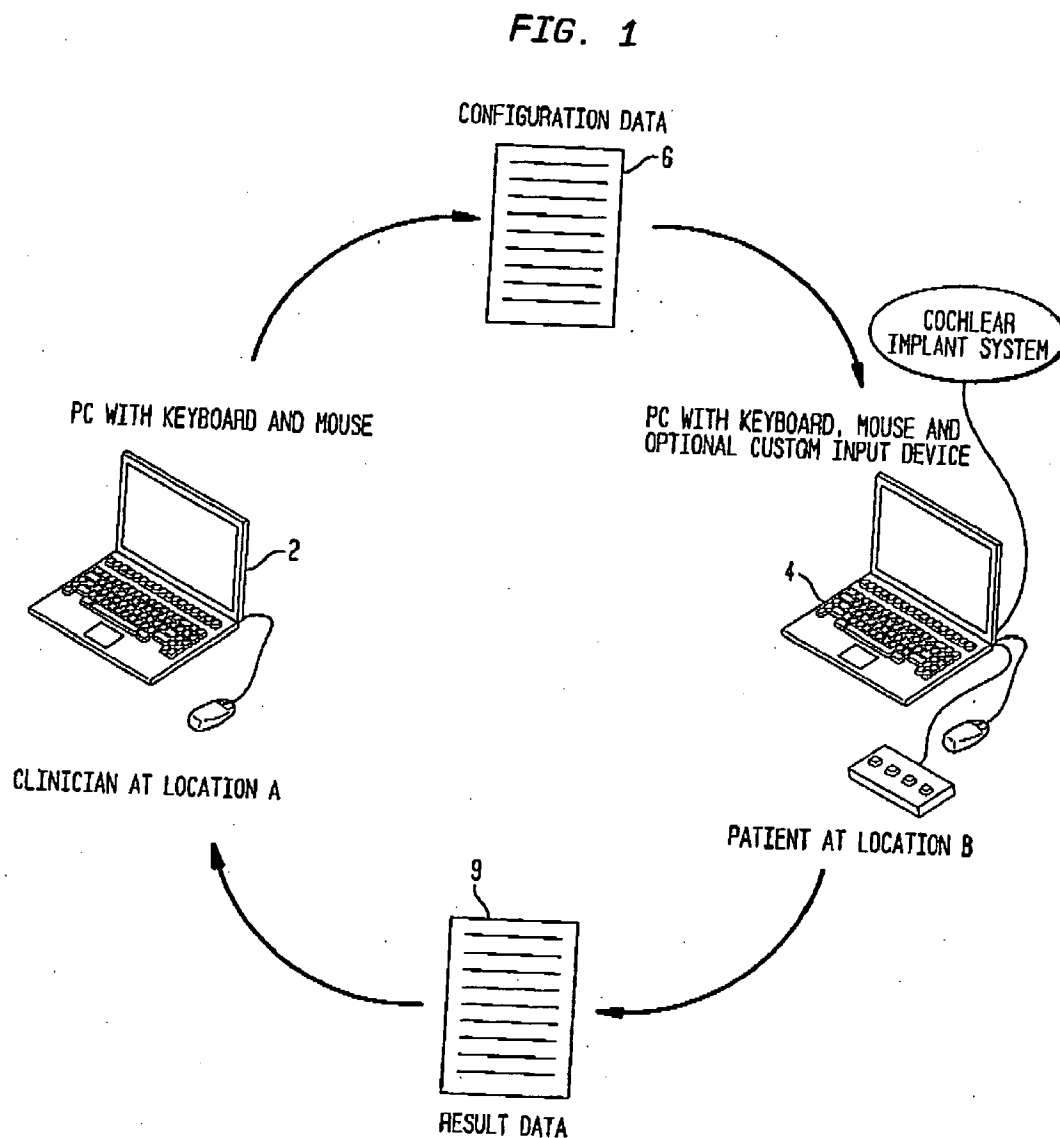 FIG. 1
CONFIGURATION DATA
6
COCHLEAR
IMPLANT SYSTEM
PC WITH KEYBOARD AND MOUSE
PC WITH KEYBOARD, MOUSE AND
OPTIONAL CUSTOM INPUT DEVICE
2
4
CLINICIAN AT LOCATION A
PATIENT AT LOCATION B
9
RESULT DATA